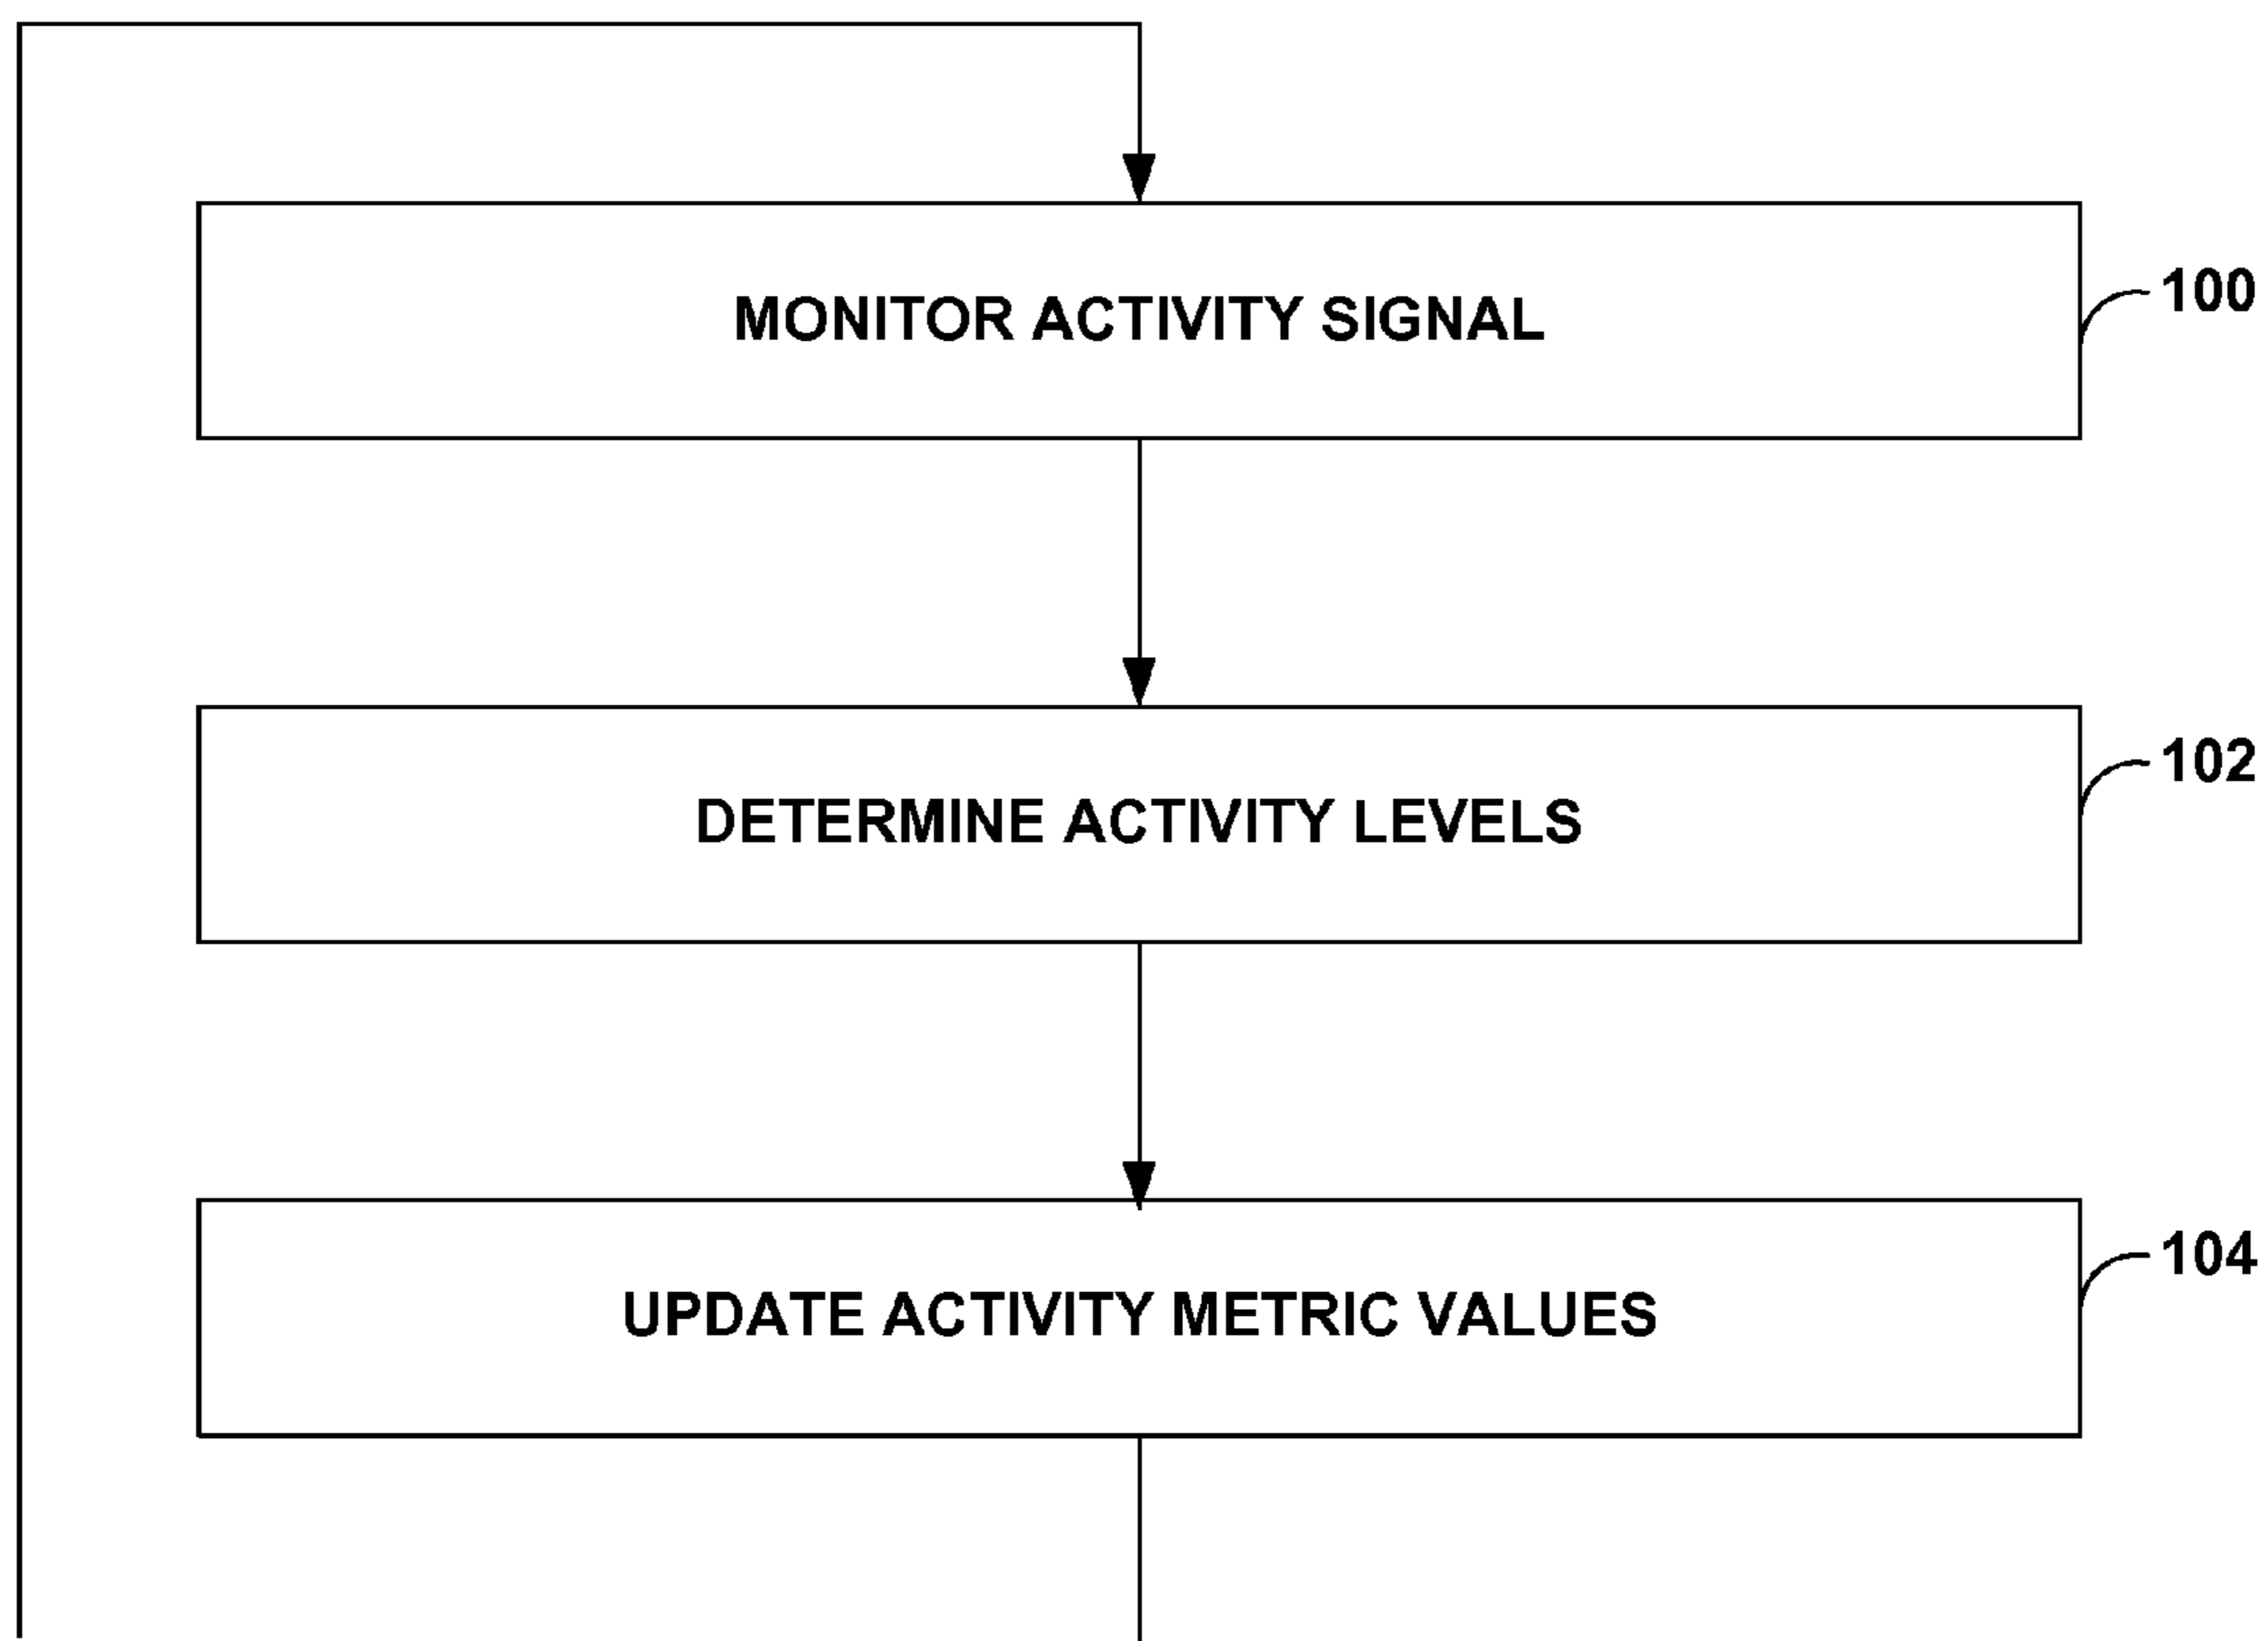 MONITOR ACTIVITY SIGNAL
100
DETERMINE ACTIVITY LEVELS
102
UPDATE ACTIVITY METRIC VALUES
104